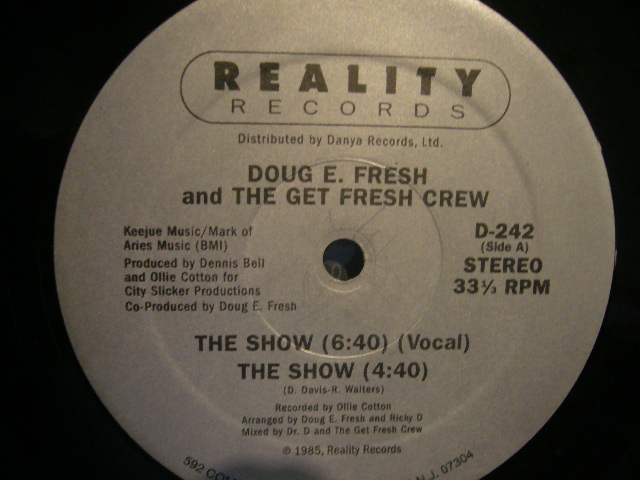 REALITY
RECORDS
Distributed by Danya Records, Ltd.
DOUG E. FRESH
and THE GET FRESH CREW
Keejue Music/Mark of
Aries Music (BMI)
Produced by Dennis Bell
and Ollie Cotton for
City Slicker Productions
Co-Produced by Doug E. Fresh
D-242
(Side A)
STEREO
33⅓ RPM
THE SHOW (6:40) (Vocal)
THE SHOW (4:40)
(D. Davis-R. Walters)
Recorded by Ollie Cotton
Arranged by Doug E. Fresh and Ricky D
Mixed by Dr. D and The Get Fresh Crew
© 1985, Reality Records
592 N.J. 07304